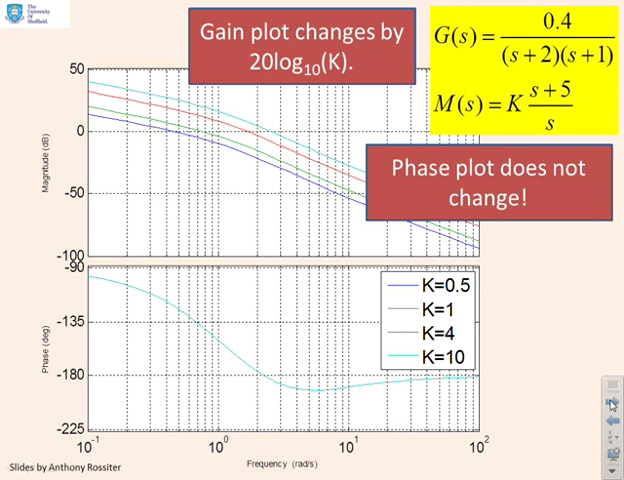 The
University
Of
Sheffield.
Gain plot changes by
20log₁₀(K).
G(s) = 0.4 / (s+2)(s+1)
M(s) = K s+5 / s
Phase plot does not
change!
50
0
-50
-100
Magnitude (dB)
-90
-135
-180
-225
Phase (deg)
K=0.5
K=1
K=4
K=10
10⁻¹ 10⁰ 10¹ 10²
Frequency (rad/s)
Slides by Anthony Rossiter